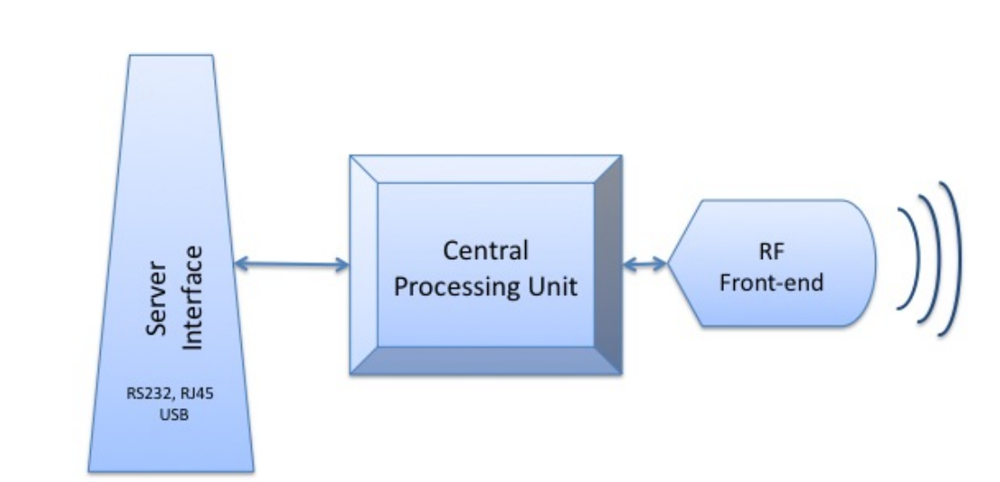 Server
Interface
RS232, RJ45
USB
Central
Processing Unit
RF
Front-end